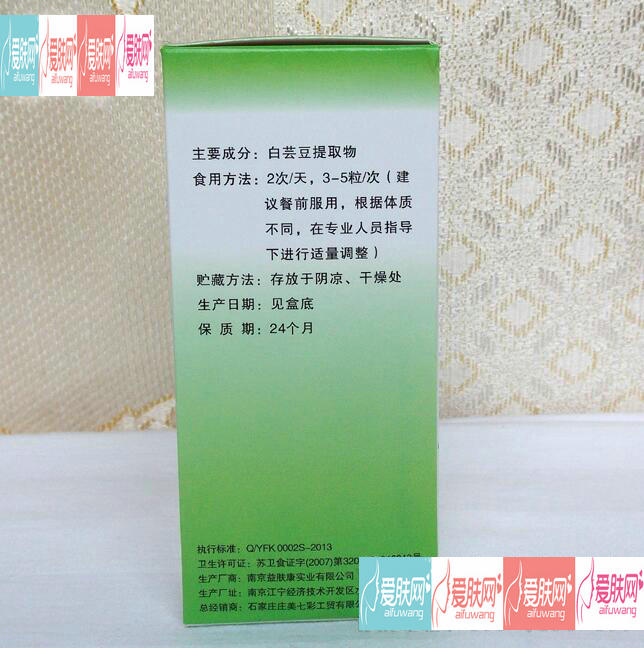 爱肤网 爱肤网 爱肤网
aifuwang aifuwang aifuwang
主要成分：白芸豆提取物
食用方法：2次/天，3-5粒/次（建
议餐前服用，根据体质
不同，在专业人员指导
下进行适量调整）
贮藏方法：存放于阴凉、干燥处
生产日期：见盒底
保 质 期：24个月
执行标准：Q/YFK 0002S-2013
卫生许可证：苏卫食证字(2007)第320
生产厂商：南京益肤康实业有限公司
生产厂址：南京江宁经济技术开发区
总经销商：石家庄庄美七彩工贸有限
爱肤网 爱肤网 爱肤网
aifuwang aifuwang aifuwang